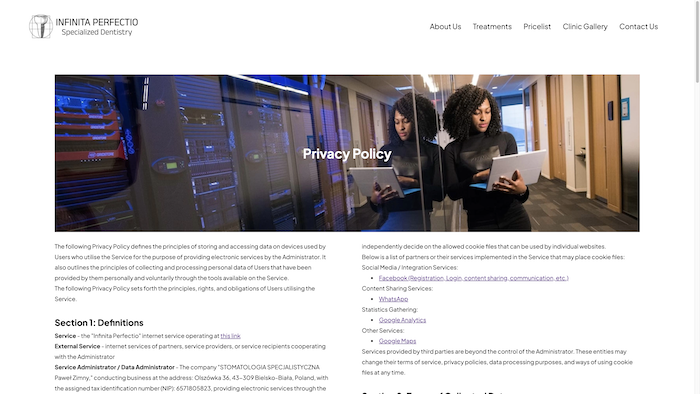 INFINITA PERFECTIO
Specialized Dentistry
About Us
Treatments
Pricelist
Clinic Gallery
Contact Us
Privacy Policy
The following Privacy Policy defines the principles of storing and accessing data on devices used by
Users who utilise the Service for the purpose of providing electronic services by the Administrator. It
also outlines the principles of collecting and processing personal data of Users that have been
provided by them personally and voluntarily through the tools available on the Service.
The following Privacy Policy sets forth the principles, rights, and obligations of Users utilising the
Service.
Section 1: Definitions
Service - the "Infinita Perfectio" internet service operating at this link
External Service - internet services of partners, service providers, or service recipients cooperating
with the Administrator
Service Administrator / Data Administrator - The company "STOMATOLOGIA SPECJALISTYCZNA
Paweł Zimny," conducting business at the address: Olszówka 36, 43-309 Bielsko-Biała, Poland, with
the assigned tax identification number (NIP): 6571805823, providing electronic services through the
independently decide on the allowed cookie files that can be used by individual websites.
Below is a list of partners or their services implemented in the Service that may place cookie files:
Social Media / Integration Services:
• Facebook (Registration, Login, content sharing, communication, etc.)
Content Sharing Services:
• WhatsApp
Statistics Gathering:
• Google Analytics
Other Services:
• Google Maps
Services provided by third parties are beyond the control of the Administrator. These entities may
change their terms of service, privacy policies, data processing purposes, and ways of using cookie
files at any time.